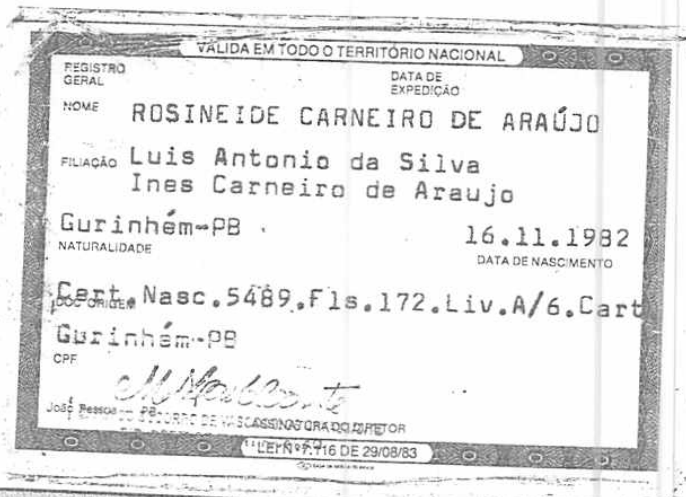 VÁLIDA EM TODO O TERRITÓRIO NACIONAL
REGISTRO GERAL
DATA DE EXPEDIÇÃO
NOME ROSINEIDE CARNEIRO DE ARAÚJO
FILIAÇÃO Luis Antonio da Silva
Ines Carneiro de Araujo
Gurinhém-PB 16.11.1982
NATURALIDADE DATA DE NASCIMENTO
DOC ORIGEM Cert.Nasc.5489.Fls.172.Liv.A/6.Cart
Gurinhém-PB
CPF
João Pessoa - PB
ASSINATURA DO DIRETOR
LEI Nº 7.116 DE 29/08/83